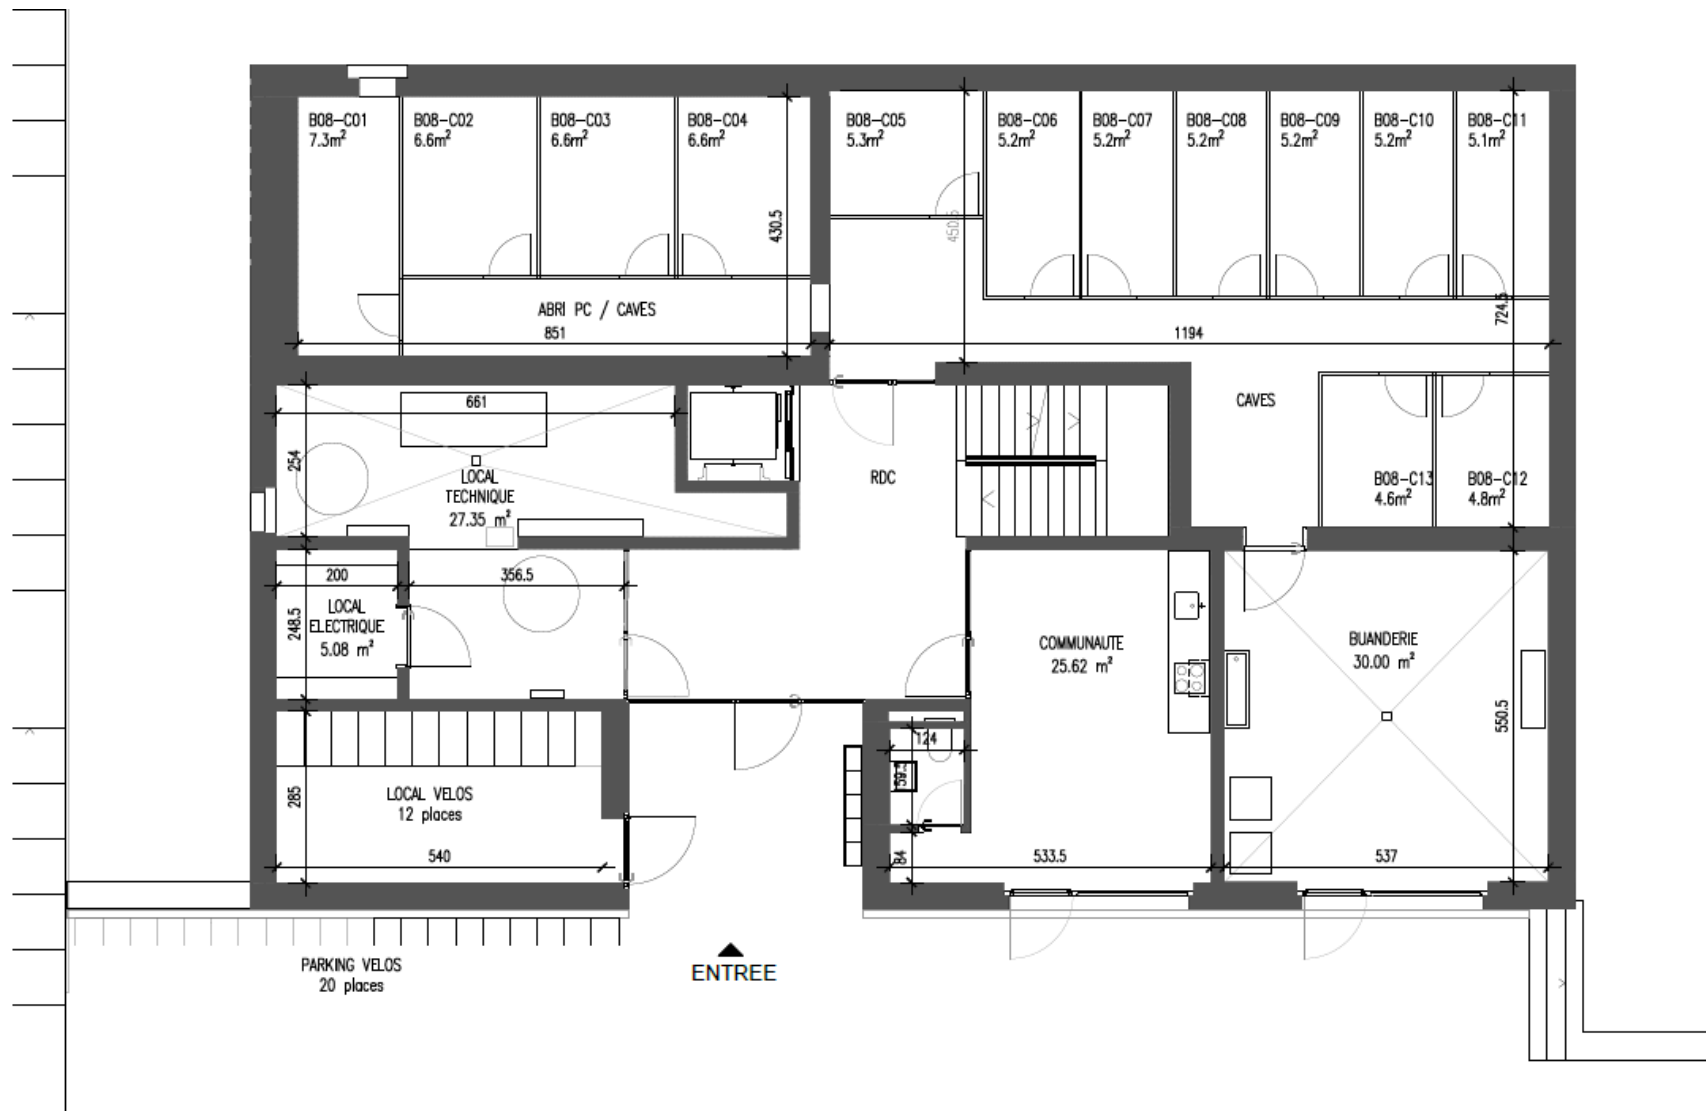 B08-C01
7.3m²
B08-C02
6.6m²
B08-C03
6.6m²
B08-C04
6.6m²
B08-C05
5.3m²
B08-C06
5.2m²
B08-C07
5.2m²
B08-C08
5.2m²
B08-C09
5.2m²
B08-C10
5.2m²
B08-C11
5.1m²
430.5
450.5
724.5
ABRI PC / CAVES
851
1194
661
254
LOCAL
TECHNIQUE
27.35 m²
RDC
CAVES
B08-C13
4.6m²
B08-C12
4.8m²
200
356.5
248.5
LOCAL
ELECTRIQUE
5.08 m²
COMMUNAUTE
25.62 m²
BUANDERIE
30.00 m²
550.5
124
285
LOCAL VELOS
12 places
540
84
533.5
537
PARKING VELOS
20 places
ENTREE